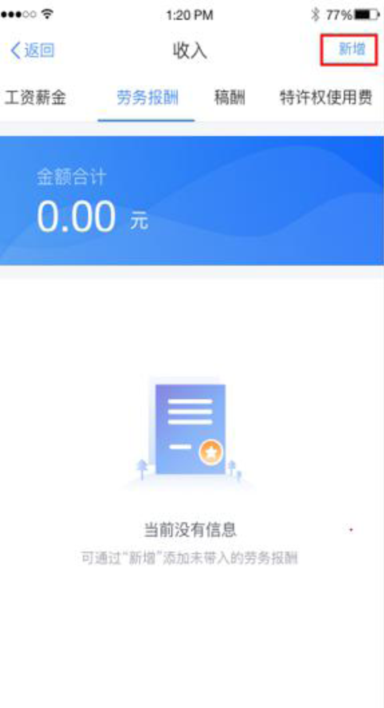 1:20 PM
77%
返回
收入
新增
工资薪金
劳务报酬
稿酬
特许权使用费
金额合计
0.00 元
当前没有信息
可通过“新增”添加未带入的劳务报酬